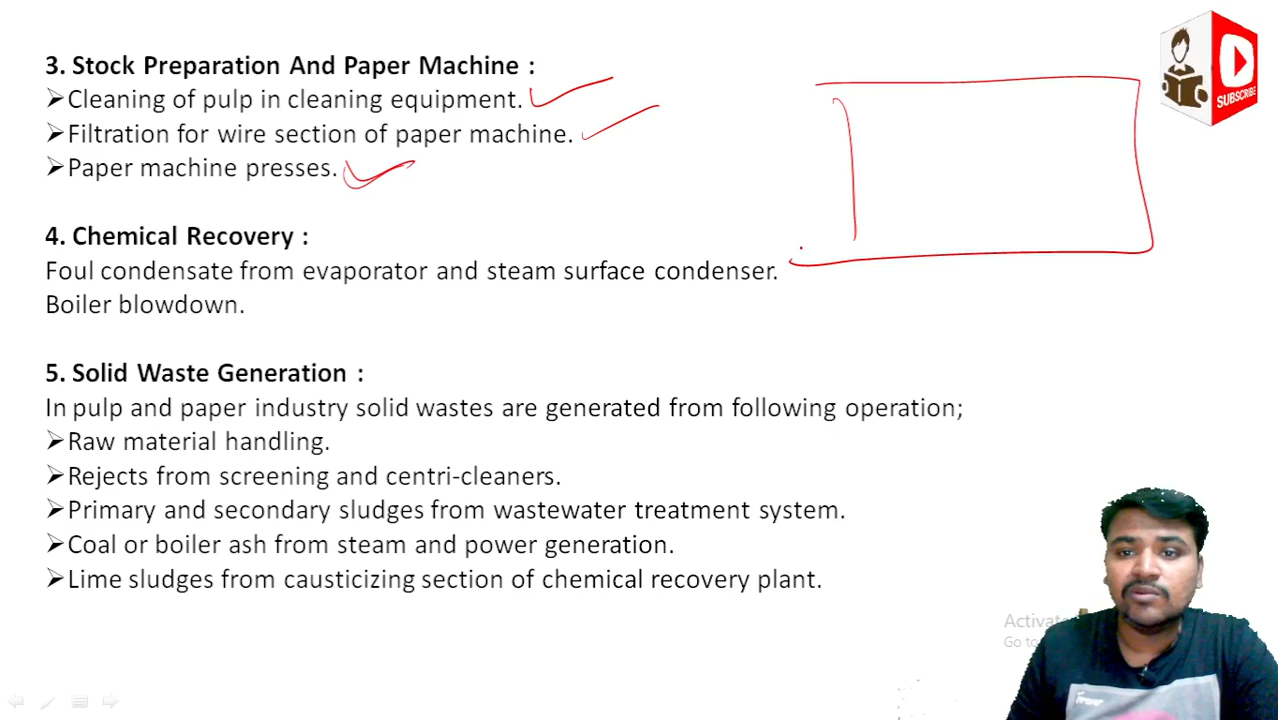 3. Stock Preparation And Paper Machine :
➢Cleaning of pulp in cleaning equipment.
➢Filtration for wire section of paper machine.
➢Paper machine presses.
4. Chemical Recovery :
Foul condensate from evaporator and steam surface condenser.
Boiler blowdown.
5. Solid Waste Generation :
In pulp and paper industry solid wastes are generated from following operation;
➢Raw material handling.
➢Rejects from screening and centri-cleaners.
➢Primary and secondary sludges from wastewater treatment system.
➢Coal or boiler ash from steam and power generation.
➢Lime sludges from causticizing section of chemical recovery plant.
SUBSCRIBE
Go to